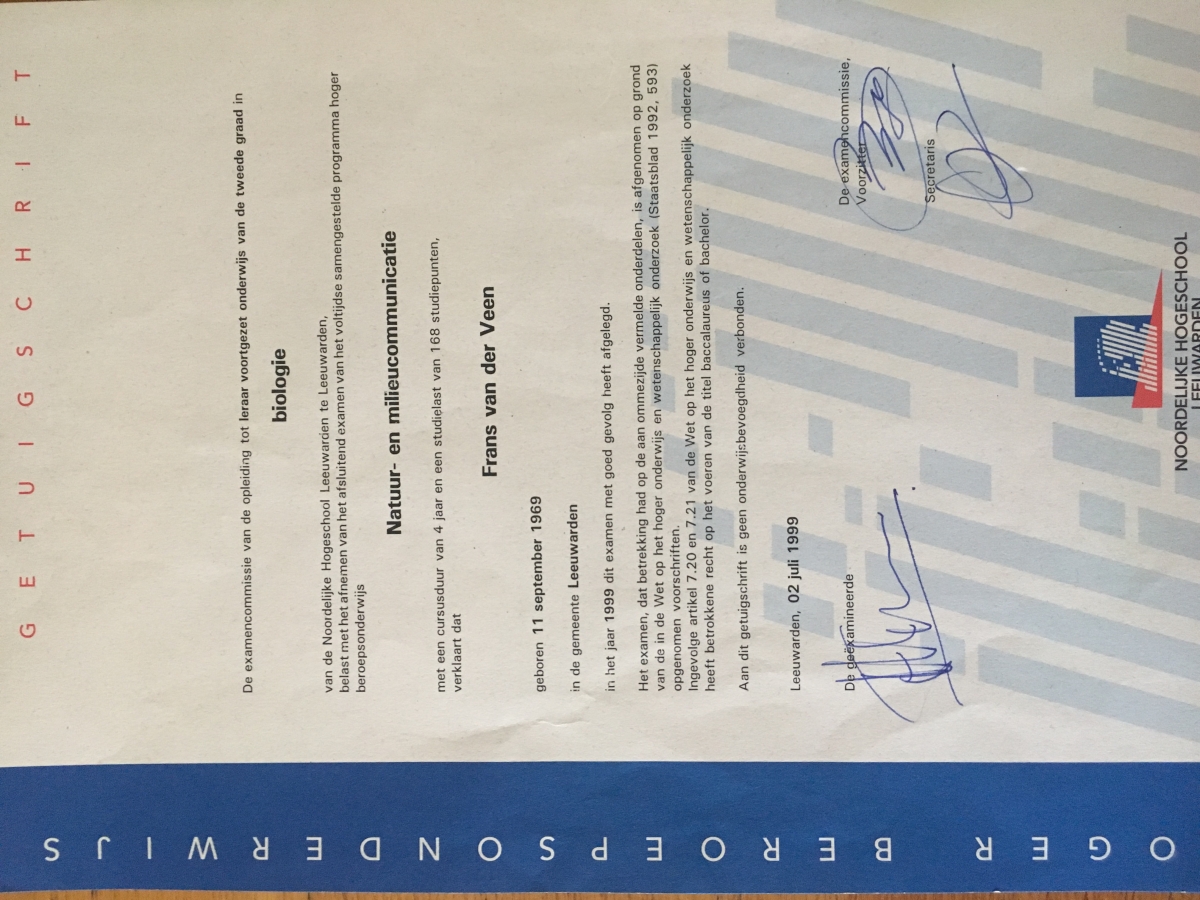 GETUIGSCHRIFT
De examencommissie van de opleiding tot leraar voortgezet onderwijs van de tweede graad in
biologie
van de Noordelijke Hogeschool Leeuwarden te Leeuwarden,
belast met het afnemen van het afsluitend examen van het voltijdse samengestelde programma hoger
beroepsonderwijs
Natuur- en milieucommunicatie
met een cursusduur van 4 jaar en een studielast van 168 studiepunten,
verklaart dat
Frans van der Veen
geboren 11 september 1969
in de gemeente Leeuwarden
in het jaar 1999 dit examen met goed gevolg heeft afgelegd.
Het examen, dat betrekking had op de aan ommezijde vermelde onderdelen, is afgenomen op grond
van de in de Wet op het hoger onderwijs en wetenschappelijk onderzoek (Staatsblad 1992, 593)
opgenomen voorschriften.
Ingevolge artikel 7.20 en 7.21 van de Wet op het hoger onderwijs en wetenschappelijk onderzoek
heeft betrokkene recht op het voeren van de titel baccalaureus of bachelor.
Aan dit getuigschrift is geen onderwijsbevoegdheid verbonden.
Leeuwarden, 02 juli 1999
De geëxamineerde
De examencommissie,
Voorzitter
Secretaris
NOORDELIJKE HOGESCHOOL
LEEUWARDEN
OGER BEROEPSONDERWIJS